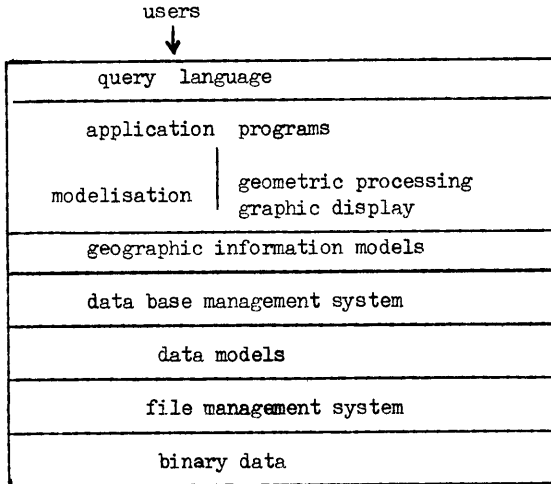 users
query language
application programs
modelisation
geometric processing
graphic display
geographic information models
data base management system
data models
file management system
binary data